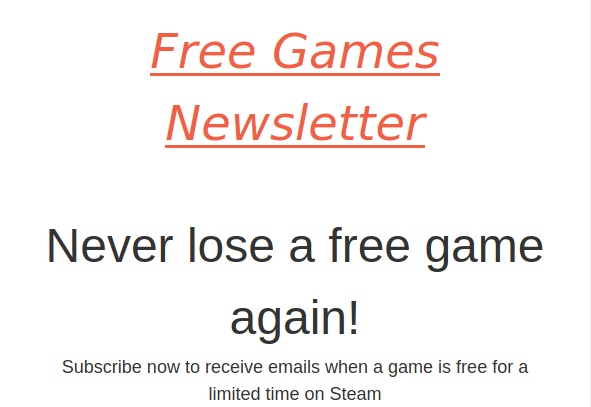 Free Games
Newsletter
Never lose a free game
again!
Subscribe now to receive emails when a game is free for a
limited time on Steam